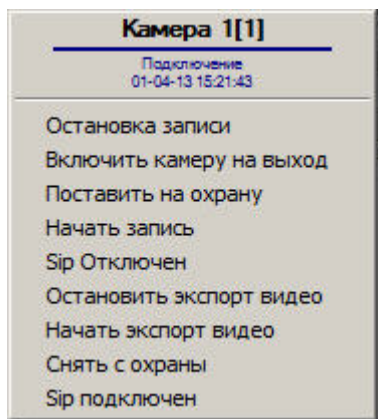 Камера 1[1]
Подключение
01-04-13 15:21:43
Остановка записи
Включить камеру на выход
Поставить на охрану
Начать запись
Sip Отключен
Остановить экспорт видео
Начать экспорт видео
Снять с охраны
Sip подключен